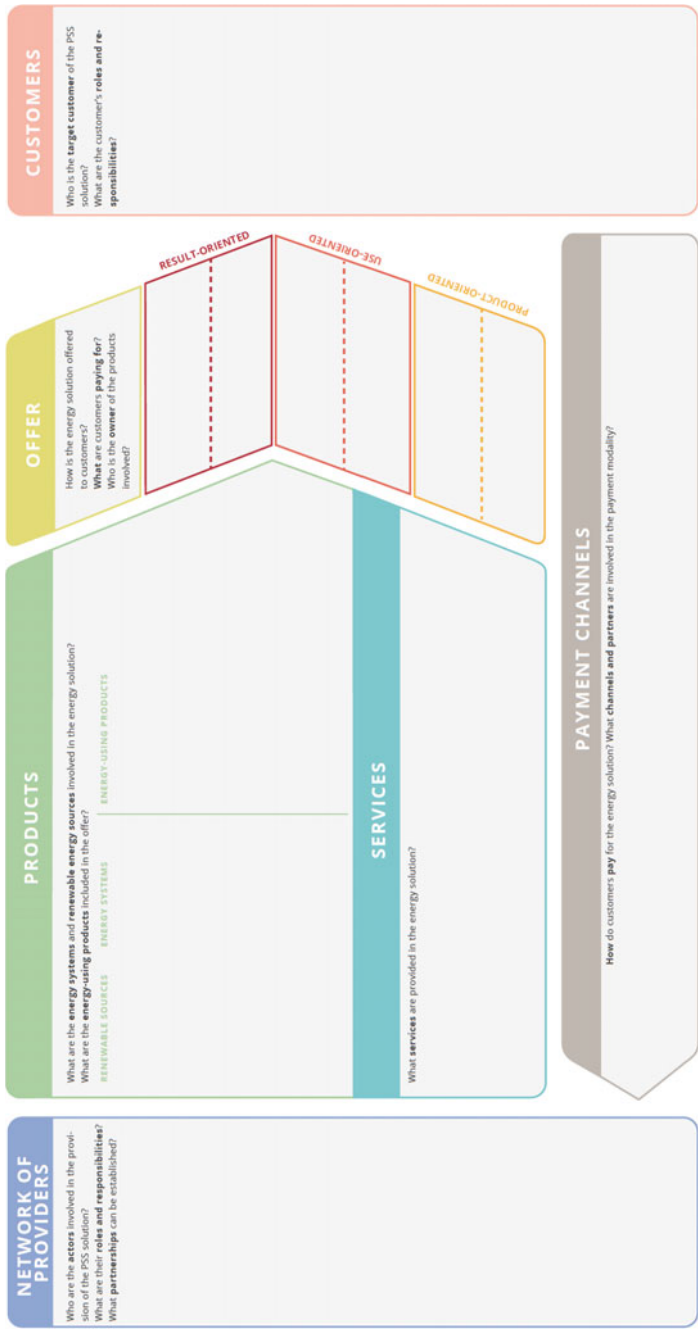 NETWORK OF
PROVIDERS
Who are the actors involved in the provi-
sion of the PSS solution?
What are their roles and responsibilities?
What partnerships can be established?
PRODUCTS
What are the energy systems and renewable energy sources involved in the energy solution?
What are the energy-using products included in the offer?
RENEWABLE SOURCES
ENERGY SYSTEMS
ENERGY-USING PRODUCTS
SERVICES
What services are provided in the energy solution?
OFFER
How is the energy solution offered
to customers?
What are customers paying for?
Who is the owner of the products
involved?
RESULT-ORIENTED
USE-ORIENTED
PRODUCT-ORIENTED
CUSTOMERS
Who is the target customer of the PSS
solution?
What are the customer's roles and re-
sponsibilities?
PAYMENT CHANNELS
How do customers pay for the energy solution? What channels and partners are involved in the payment modality?